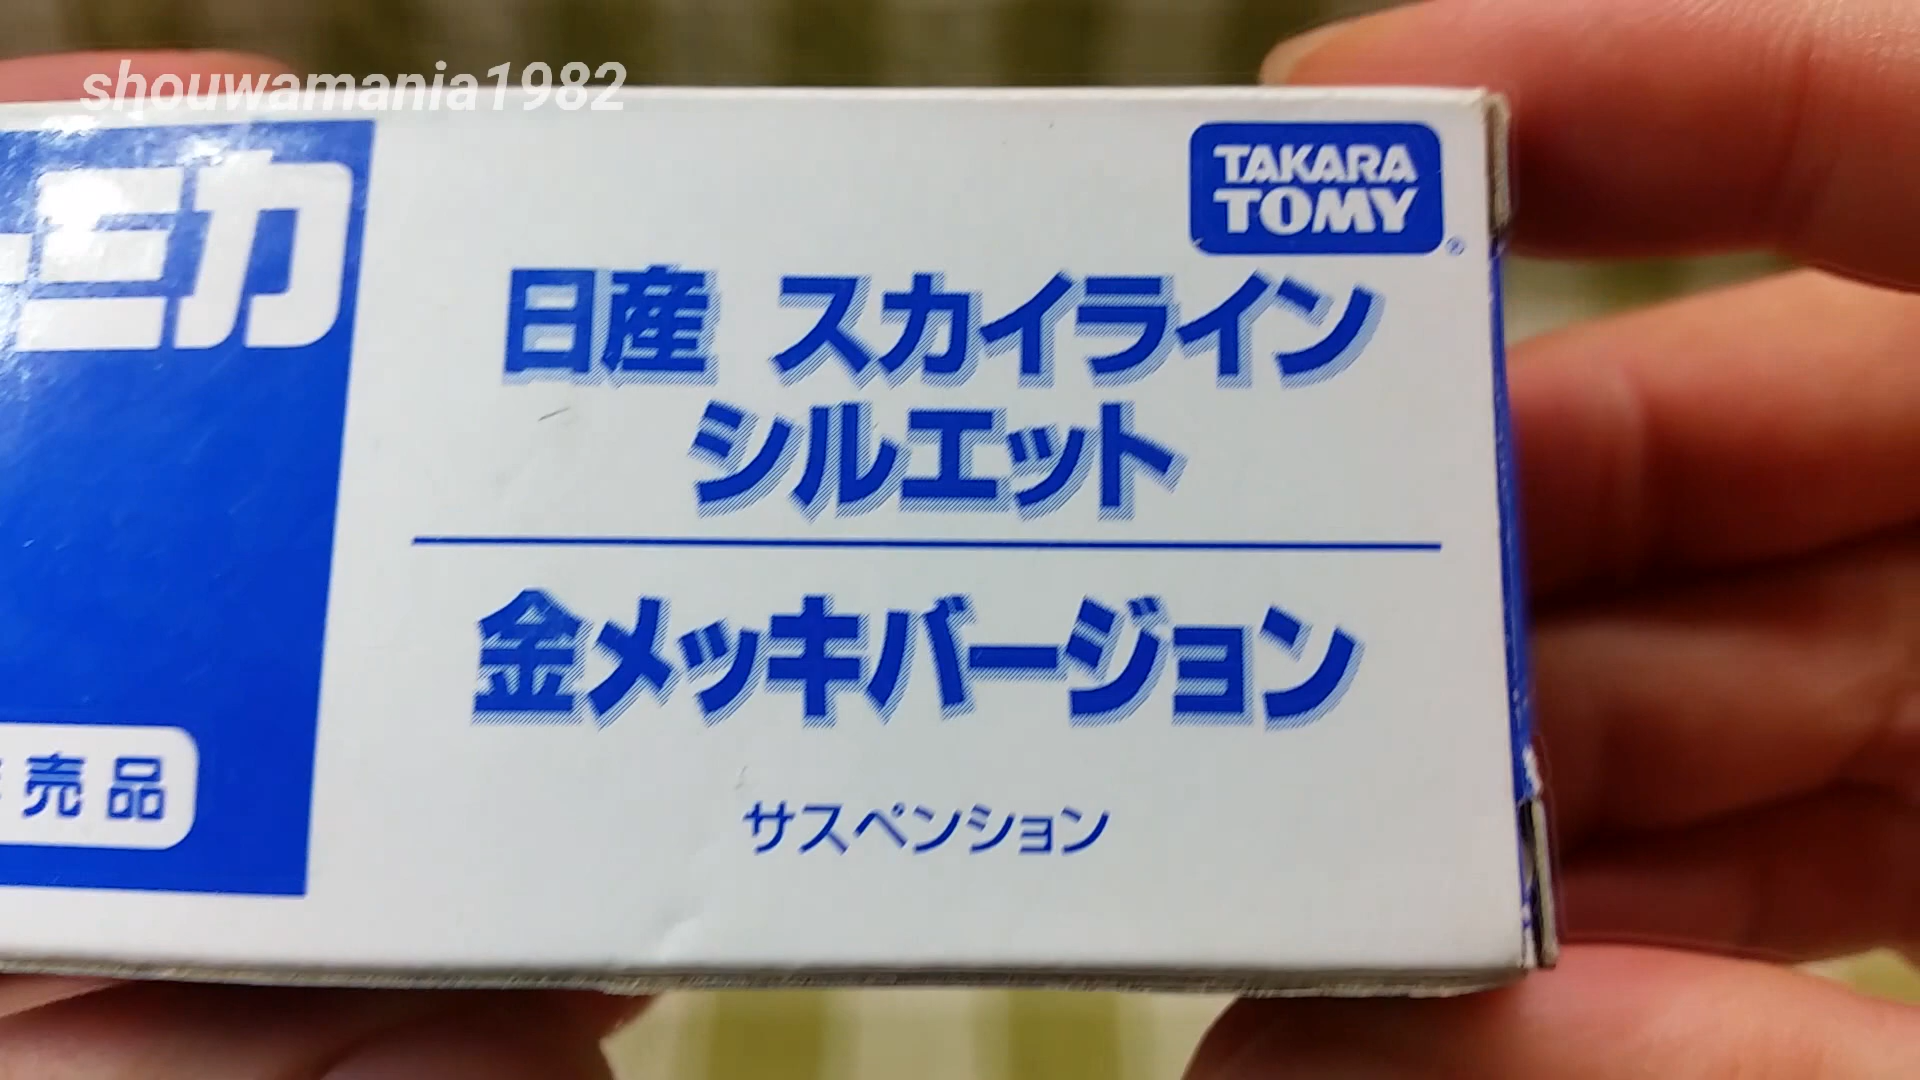 shouwamania1982
ーミカ
TAKARA
TOMY
®
日産 スカイライン
シルエット
金メッキバージョン
売品
サスペンション